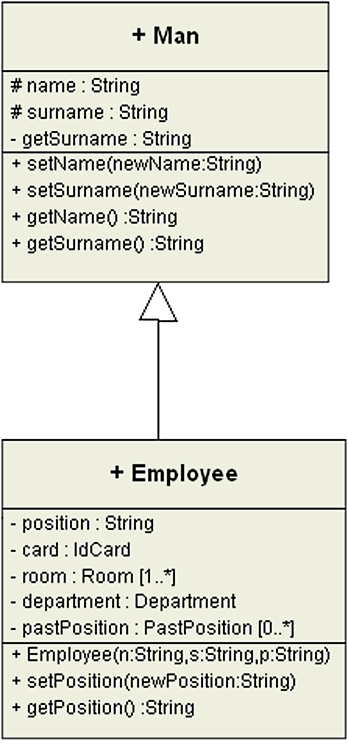 + Man
# name : String
# surname : String
- getSurname : String
+ setName(newName:String)
+ setSurname(newSurname:String)
+ getName() :String
+ getSurname() :String
+ Employee
- position : String
- card : IdCard
- room : Room [1..*]
- department : Department
- pastPosition : PastPosition [0..*]
+ Employee(n:String,s:String,p:String)
+ setPosition(newPosition:String)
+ getPosition() :String